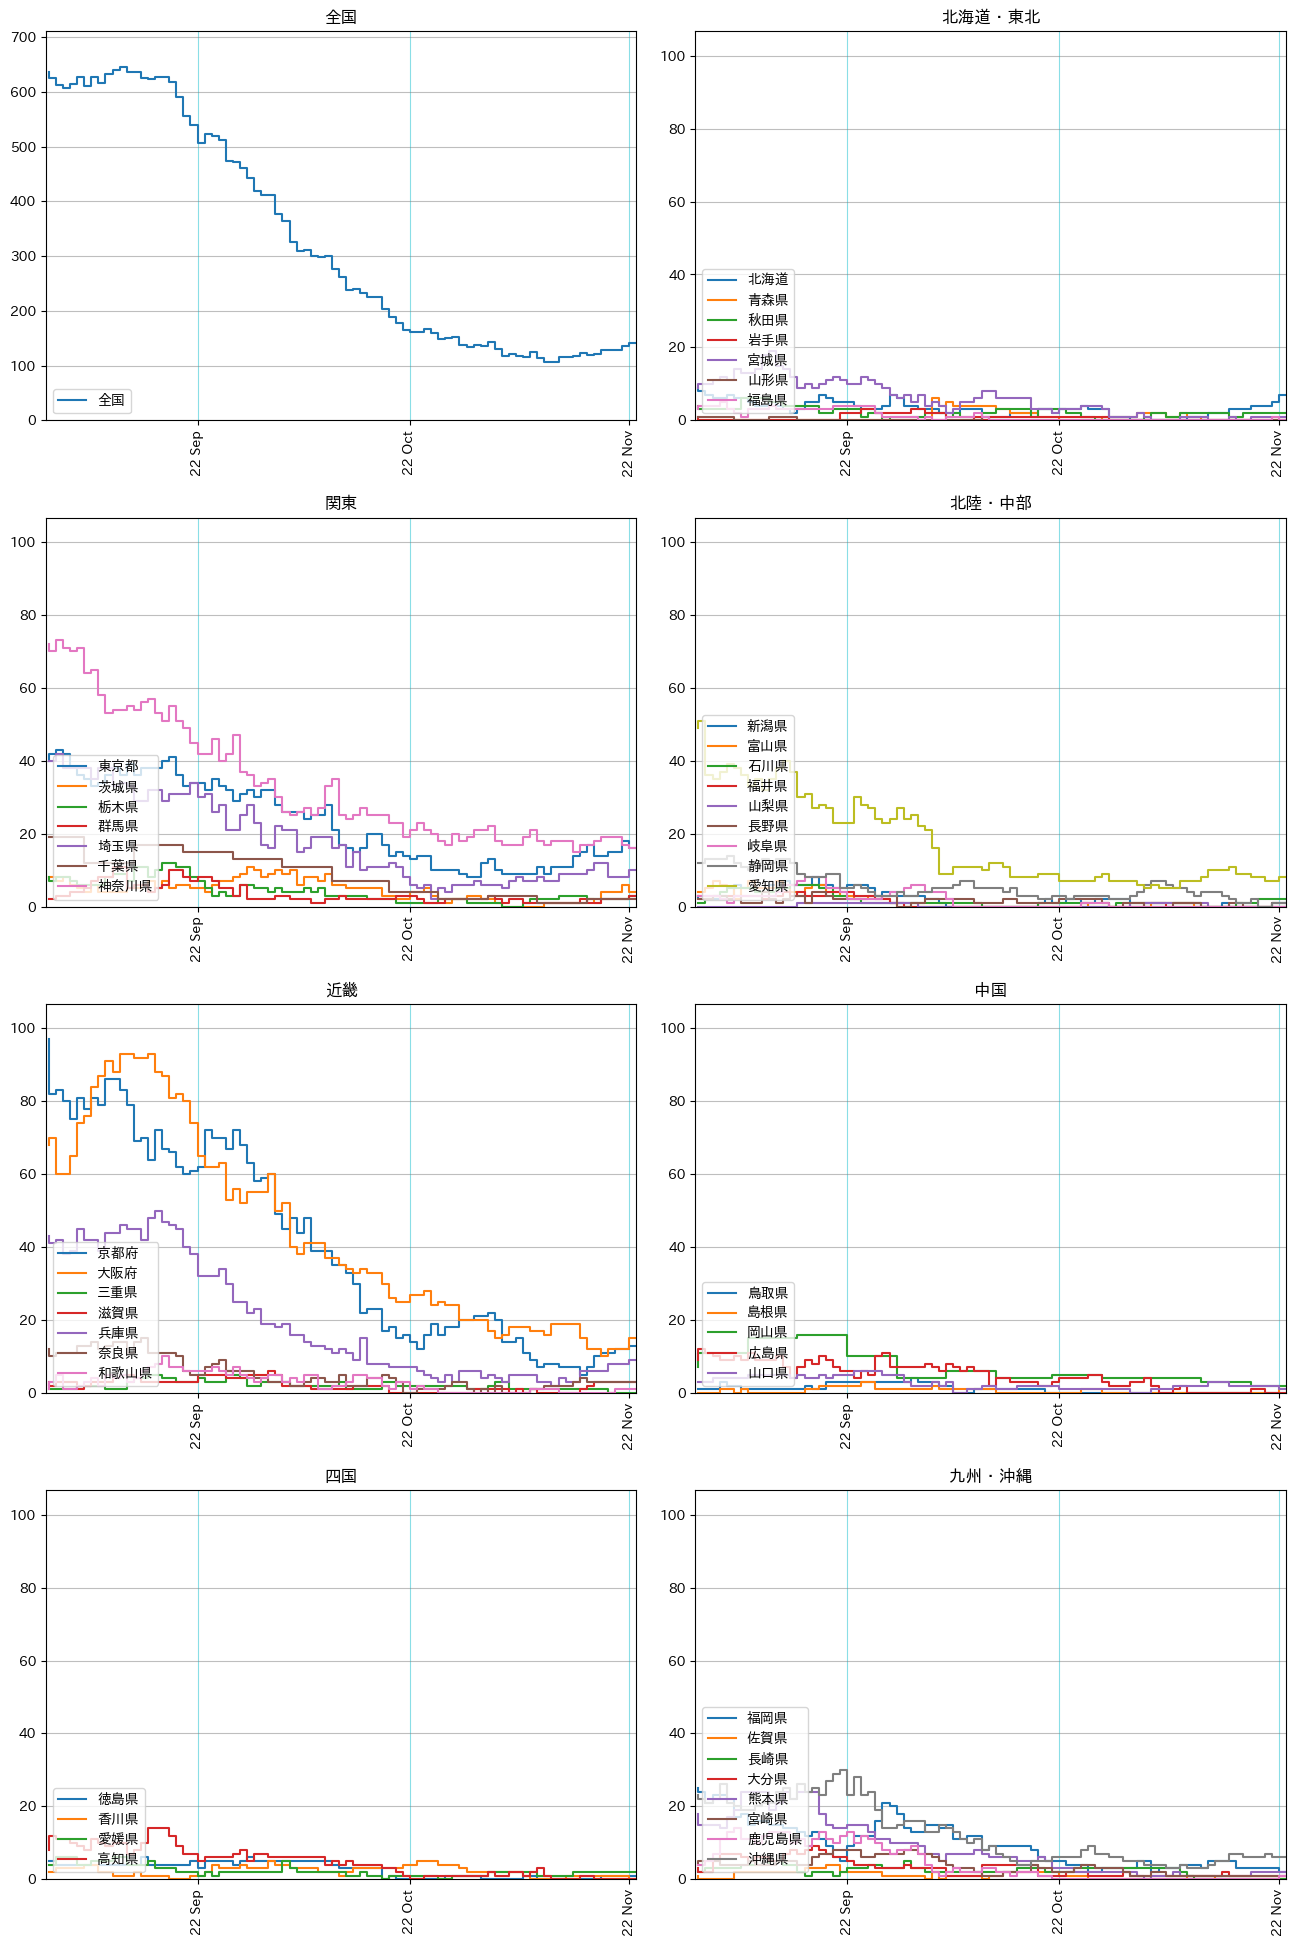 全国
700
600
500
400
300
200
100
0
全国
22 Sep
22 Oct
22 Nov
北海道・東北
100
80
60
40
20
0
北海道
青森県
秋田県
岩手県
宮城県
山形県
福島県
22 Sep
22 Oct
22 Nov
関東
100
80
60
40
20
0
東京都
茨城県
栃木県
群馬県
埼玉県
千葉県
神奈川県
22 Sep
22 Oct
22 Nov
北陸・中部
100
80
60
40
20
0
新潟県
富山県
石川県
福井県
山梨県
長野県
岐阜県
静岡県
愛知県
22 Sep
22 Oct
22 Nov
近畿
100
80
60
40
20
0
京都府
大阪府
三重県
滋賀県
兵庫県
奈良県
和歌山県
22 Sep
22 Oct
22 Nov
中国
100
80
60
40
20
0
鳥取県
島根県
岡山県
広島県
山口県
22 Sep
22 Oct
22 Nov
四国
100
80
60
40
20
0
徳島県
香川県
愛媛県
高知県
22 Sep
22 Oct
22 Nov
九州・沖縄
100
80
60
40
20
0
福岡県
佐賀県
長崎県
大分県
熊本県
宮崎県
鹿児島県
沖縄県
22 Sep
22 Oct
22 Nov